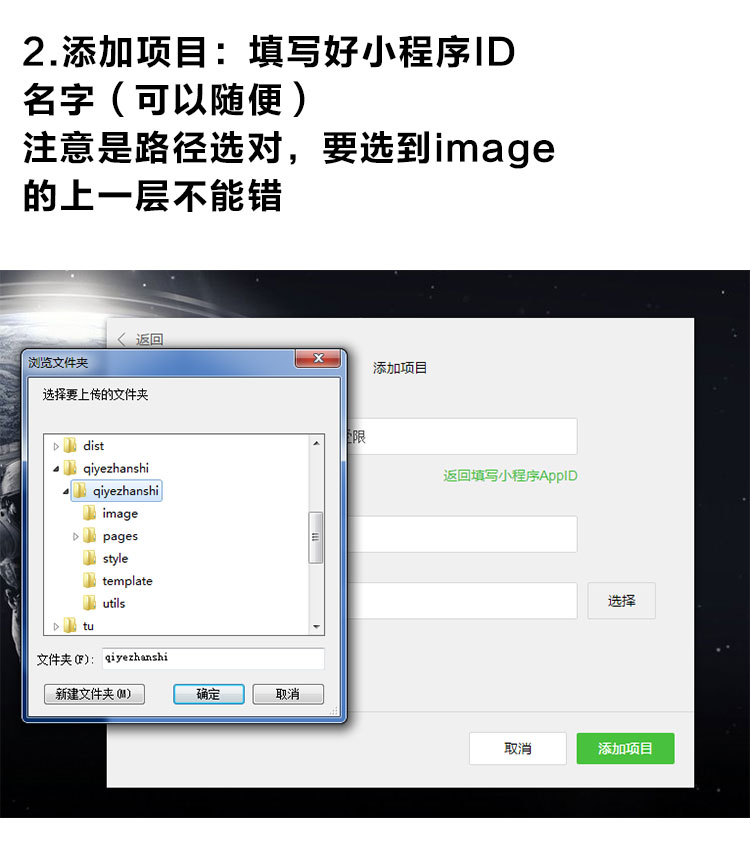 2.添加项目：填写好小程序ID
名字（可以随便）
注意是路径选对，要选到image
的上一层不能错
返回
浏览文件夹
添加项目
选择要上传的文件夹
限
dist
qiyezhanshi
返回填写小程序AppID
qiyezhanshi
image
pages
style
template
选择
utils
tu
文件夹(F):
qiyezhanshi
新建文件夹(M)
确定
取消
取消
添加项目